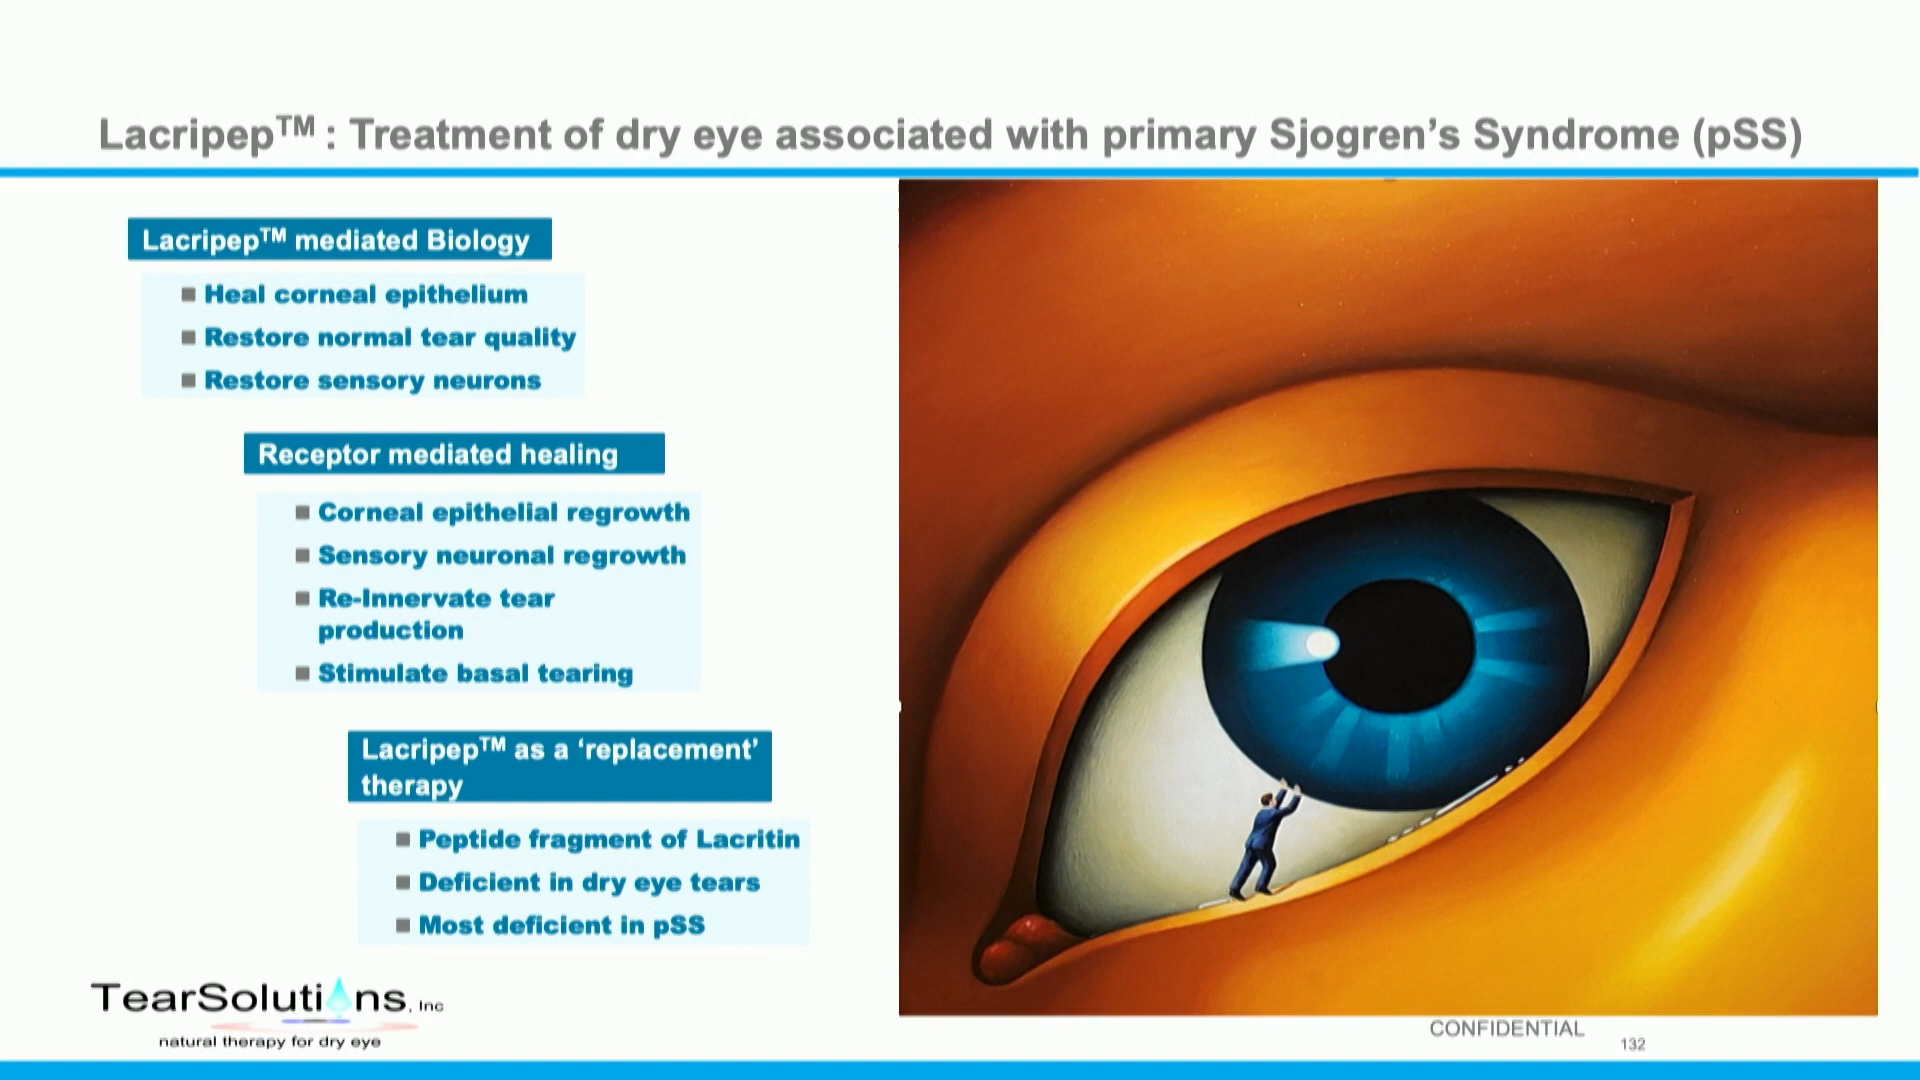 Lacripep™ : Treatment of dry eye associated with primary Sjogren’s Syndrome (pSS)
Lacripep™ mediated Biology
Heal corneal epithelium
Restore normal tear quality
Restore sensory neurons
Receptor mediated healing
Corneal epithelial regrowth
Sensory neuronal regrowth
Re-Innervate tear
production
Stimulate basal tearing
Lacripep™ as a ‘replacement’
therapy
Peptide fragment of Lacritin
Deficient in dry eye tears
Most deficient in pSS
TearSolutions, Inc
natural therapy for dry eye
CONFIDENTIAL
132